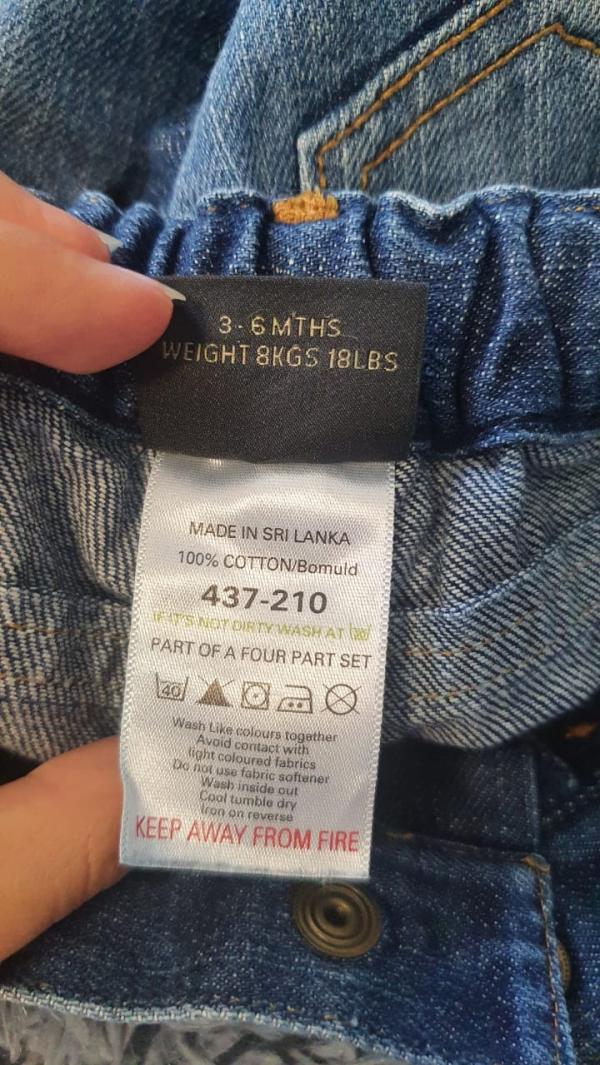 3-6 MTHS
WEIGHT 8KGS 18LBS
MADE IN SRI LANKA
100% COTTON/Bomuld
437-210
IF IT'S NOT DIRTY WASH AT 30
PART OF A FOUR PART SET
40
Wash Like colours together
Avoid contact with
light coloured fabrics
Do not use fabric softener
Wash inside out
Cool tumble dry
Iron on reverse
KEEP AWAY FROM FIRE